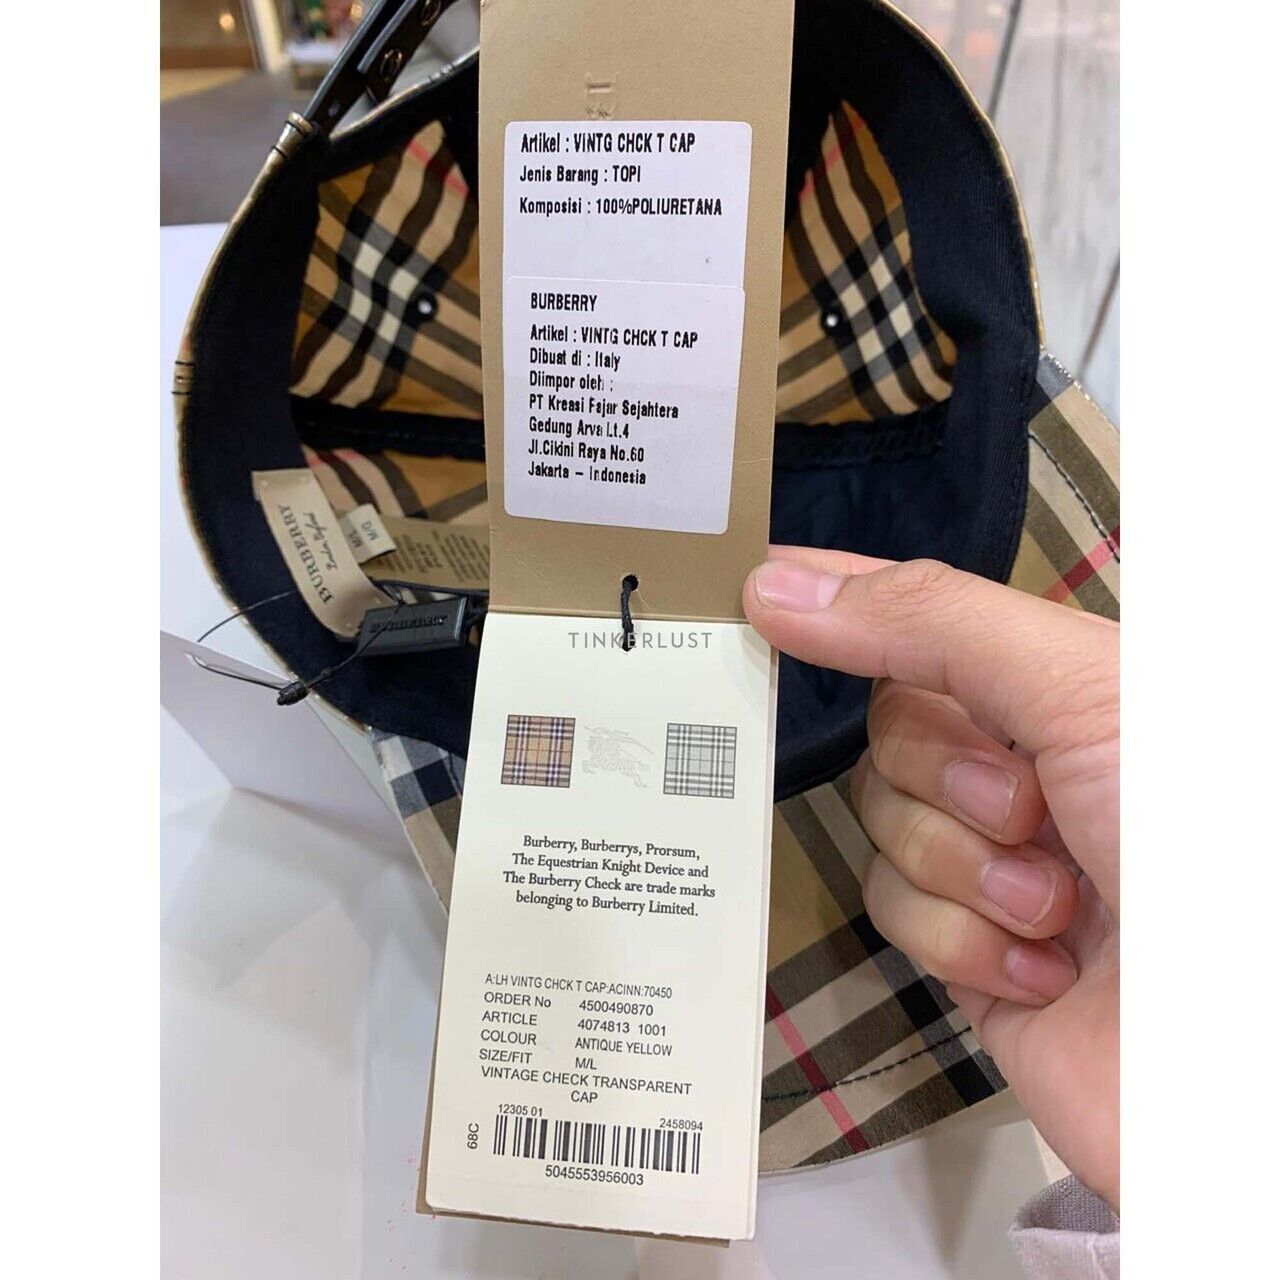 Artikel : VINTG CHCK T CAP
Jenis Barang : TOPI
Komposisi : 100%POLIURETANA
BURBERRY
Artikel : VINTG CHCK T CAP
Dibuat di : Italy
Diimpor oleh :
PT Kreasi Fajar Sejahtera
Gedung Arva Lt.4
Jl.Cikini Raya No.60
Jakarta - Indonesia
BURBERRY
London England
M/L
M/G
BURBERRY
TINKERLUST
Burberry, Burberrys, Prorsum,
The Equestrian Knight Device and
The Burberry Check are trade marks
belonging to Burberry Limited.
A:LH VINTG CHCK T CAP:ACINN:70450
ORDER No 4500490870
ARTICLE 4074813 1001
COLOUR ANTIQUE YELLOW
SIZE/FIT M/L
VINTAGE CHECK TRANSPARENT
CAP
12305 01 2458094
68C
5045553956003